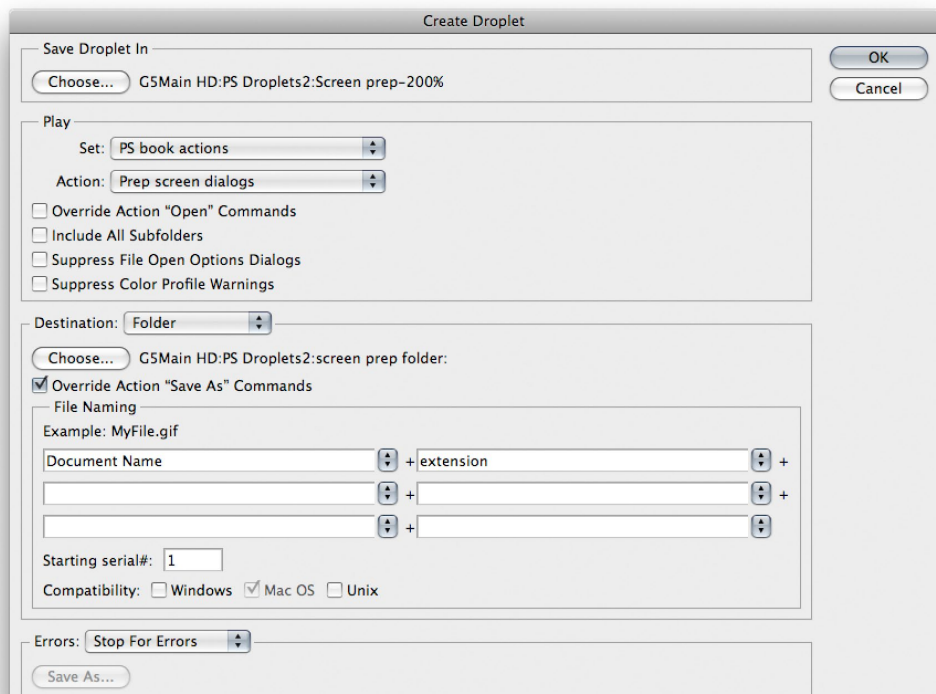 Create Droplet
Save Droplet In
OK
Choose... G5Main HD:PS Droplets2:Screen prep-200%
Cancel
Play
Set: PS book actions
Action: Prep screen dialogs
Override Action “Open” Commands
Include All Subfolders
Suppress File Open Options Dialogs
Suppress Color Profile Warnings
Destination: Folder
Choose... G5Main HD:PS Droplets2:screen prep folder:
Override Action “Save As” Commands
File Naming
Example: MyFile.gif
Document Name + extension +
+ +
+
Starting serial#: 1
Compatibility: Windows Mac OS Unix
Errors: Stop For Errors
Save As...